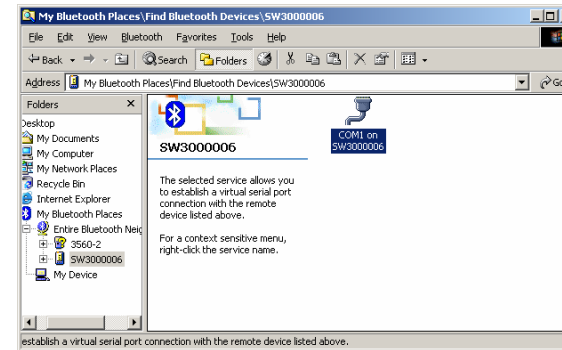 My Bluetooth Places\Find Bluetooth Devices\SW3000006
File Edit View Bluetooth Favorites Tools Help
Back Search Folders
Address My Bluetooth Places\Find Bluetooth Devices\SW3000006 Go
Folders
Desktop
My Documents
My Computer
My Network Places
Recycle Bin
Internet Explorer
My Bluetooth Places
Entire Bluetooth Neig
3560-2
SW3000006
My Device
SW3000006
The selected service allows you
to establish a virtual serial port
connection with the remote
device listed above.
For a context sensitive menu,
right-click the service name.
COM1 on
SW3000006
establish a virtual serial port connection with the remote device listed above.